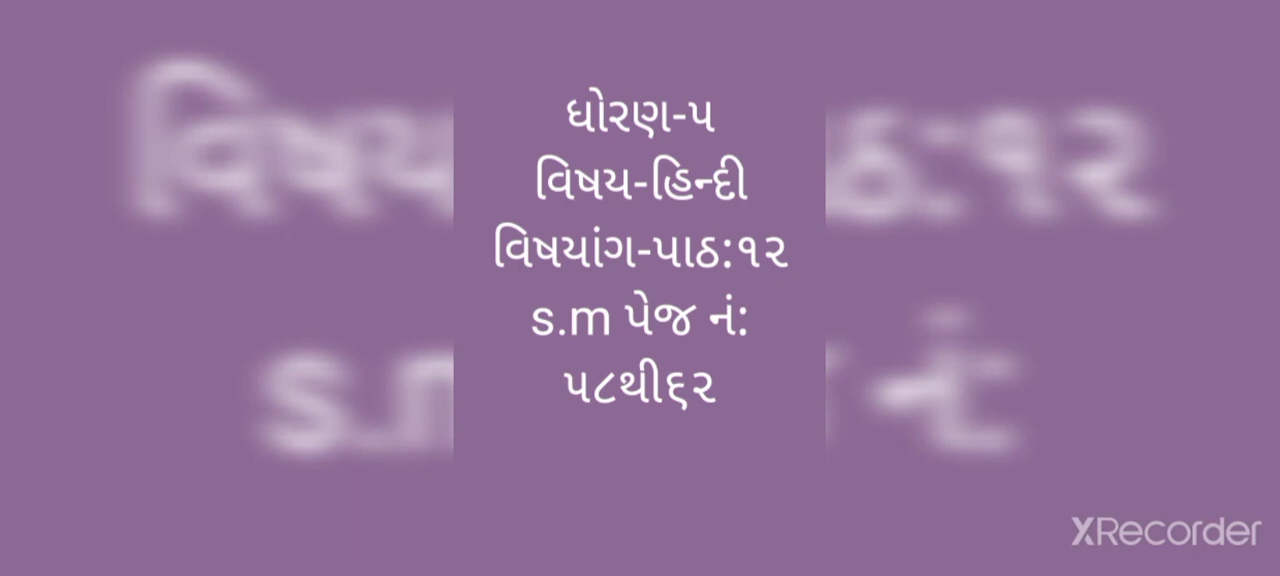 ધોરણ-૫
વિષય-હિન્દી
વિષયાંગ-પાઠ:૧૨
s.m પેજ નં:
૫૮થી૬૨
XRecorder